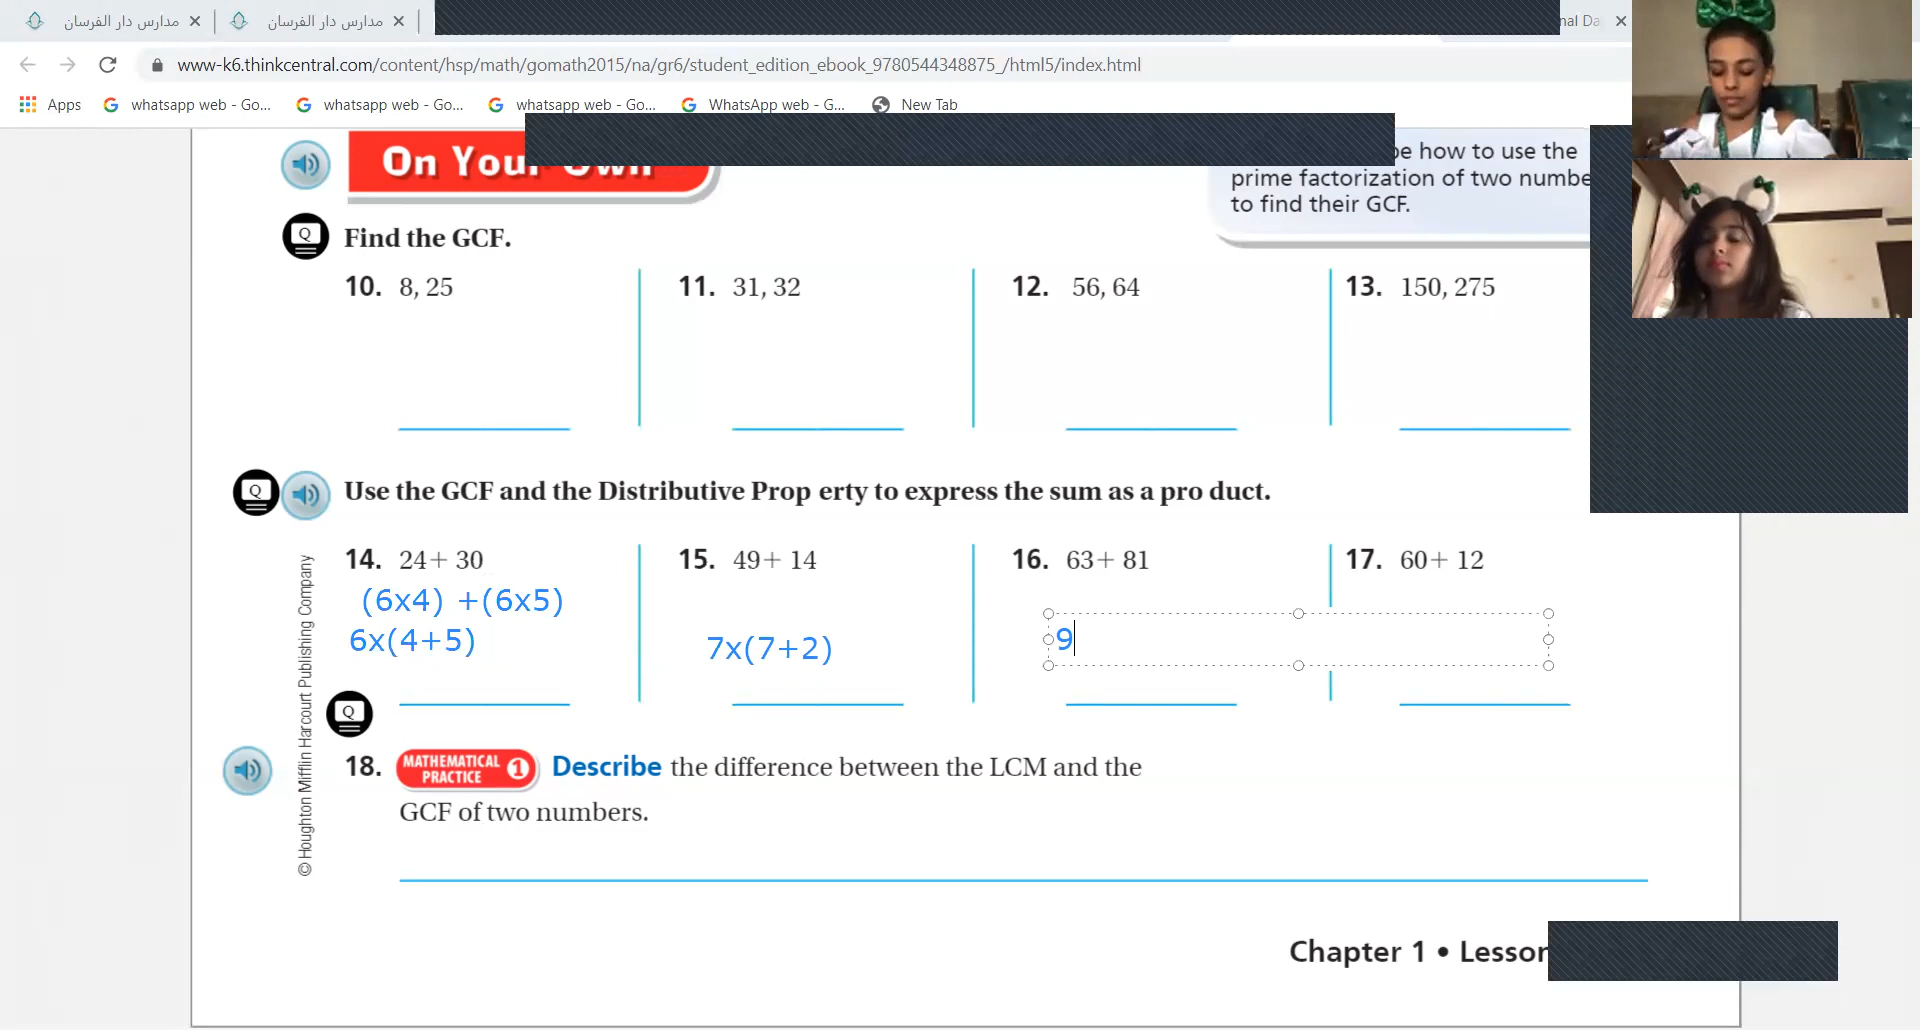 مدارس دار الفرسان
مدارس دار الفرسان
nal Da
www-k6.thinkcentral.com/content/hsp/math/gomath2015/na/gr6/student_edition_ebook_9780544348875_/html5/index.html
Apps
whatsapp web - Go...
whatsapp web - Go...
whatsapp web - Go...
WhatsApp web - G...
New Tab
On Your Own
be how to use the
prime factorization of two numbe
to find their GCF.
Q
Find the GCF.
10. 8, 25
11. 31, 32
12. 56, 64
13. 150, 275
Q
Use the GCF and the Distributive Prop erty to express the sum as a pro duct.
14. 24+ 30
15. 49+ 14
16. 63+ 81
17. 60+ 12
(6x4) +(6x5)
6x(4+5)
7x(7+2)
9
Q
18. MATHEMATICAL PRACTICE 1 Describe the difference between the LCM and the
GCF of two numbers.
© Houghton Mifflin Harcourt Publishing Company
Chapter 1 • Lesson